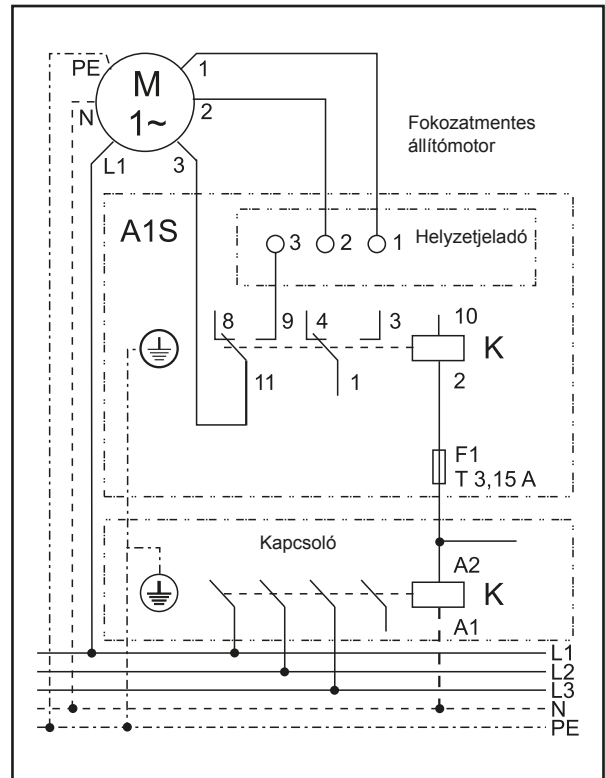 PE
1
M
1~
N
2
L1
3
Fokozatmentes
állítómotor
A1S
3
2
1
Helyzetjeladó
8
9
4
3
10
K
11
1
2
F1
T 3,15 A
Kapcsoló
A2
K
A1
L1
L2
L3
N
PE